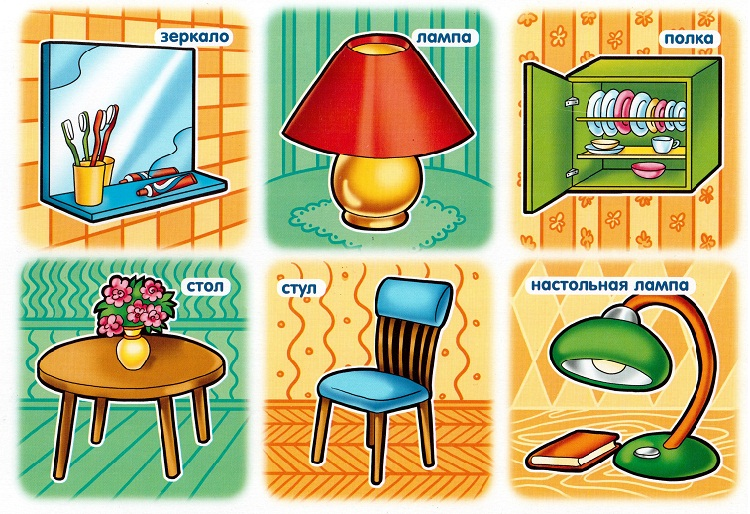 зеркало
лампа
полка
стол
стул
настольная лампа